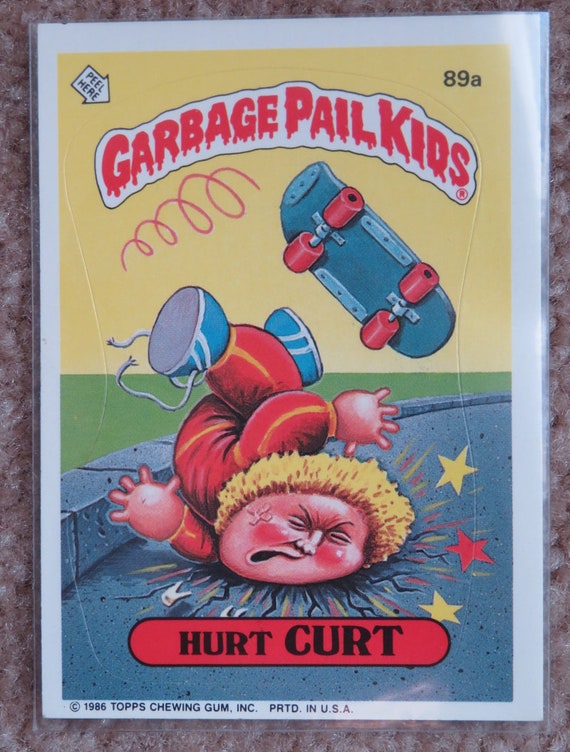 PEEL
HERE
89a
GARBAGE PAIL KIDS
®
HURT CURT
© 1986 TOPPS CHEWING GUM, INC. PRTD. IN U.S.A.